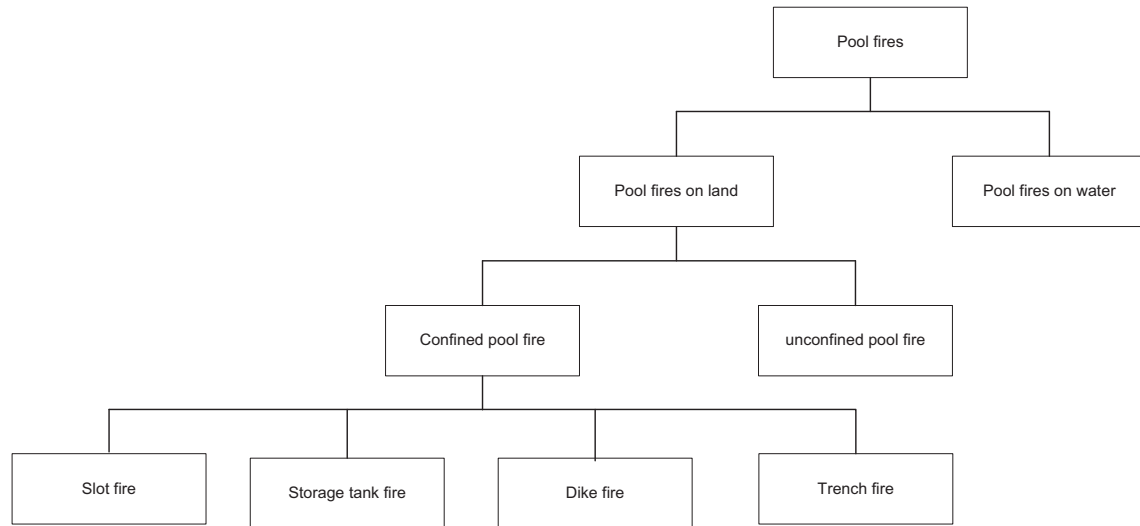 Pool fires
Pool fires on land
Pool fires on water
Confined pool fire
unconfined pool fire
Slot fire
Storage tank fire
Dike fire
Trench fire